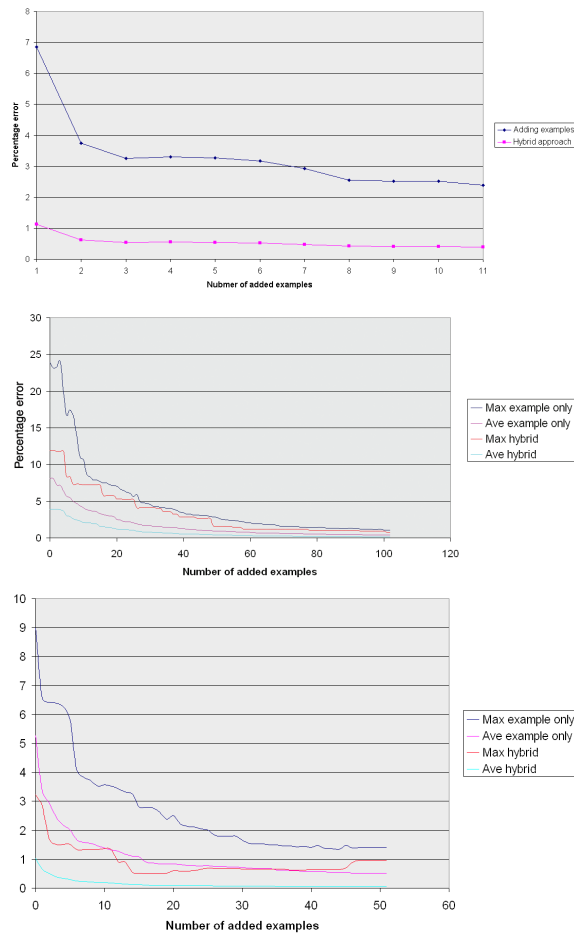 8
7
6
5
4
3
2
1
0
Percentage error
1 2 3 4 5 6 7 8 9 10 11
Nubmer of added examples
Adding examples
Hybrid approach
30
25
20
15
10
5
0
Percentage error
0 20 40 60 80 100 120
Number of added examples
Max example only
Ave example only
Max hybrid
Ave hybrid
10
9
8
7
6
5
4
3
2
1
0
0 10 20 30 40 50 60
Number of added examples
Max example only
Ave example only
Max hybrid
Ave hybrid